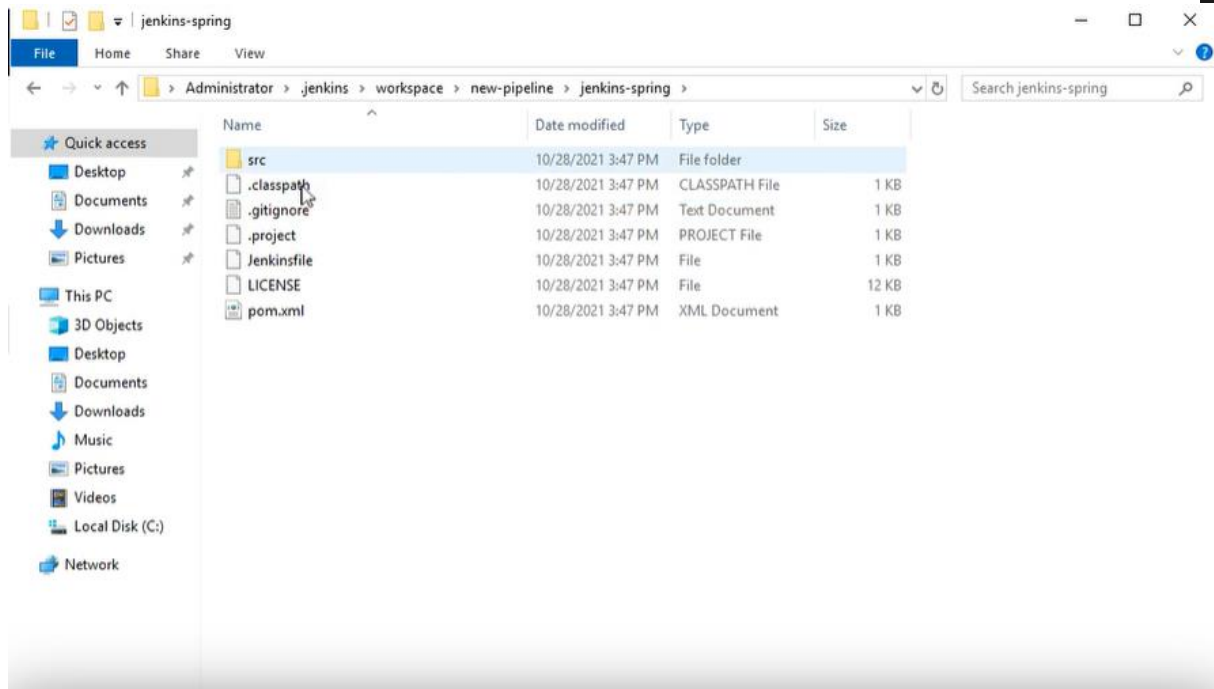 jenkins-spring
File Home Share View
Administrator .jenkins workspace new-pipeline jenkins-spring Search jenkins-spring
Name Date modified Type Size
Quick access
Desktop
Documents
Downloads
Pictures
This PC
3D Objects
Desktop
Documents
Downloads
Music
Pictures
Videos
Local Disk (C:)
Network
src 10/28/2021 3:47 PM File folder
.classpath 10/28/2021 3:47 PM CLASSPATH File 1 KB
.gitignore 10/28/2021 3:47 PM Text Document 1 KB
.project 10/28/2021 3:47 PM PROJECT File 1 KB
Jenkinsfile 10/28/2021 3:47 PM File 1 KB
LICENSE 10/28/2021 3:47 PM File 12 KB
pom.xml 10/28/2021 3:47 PM XML Document 1 KB